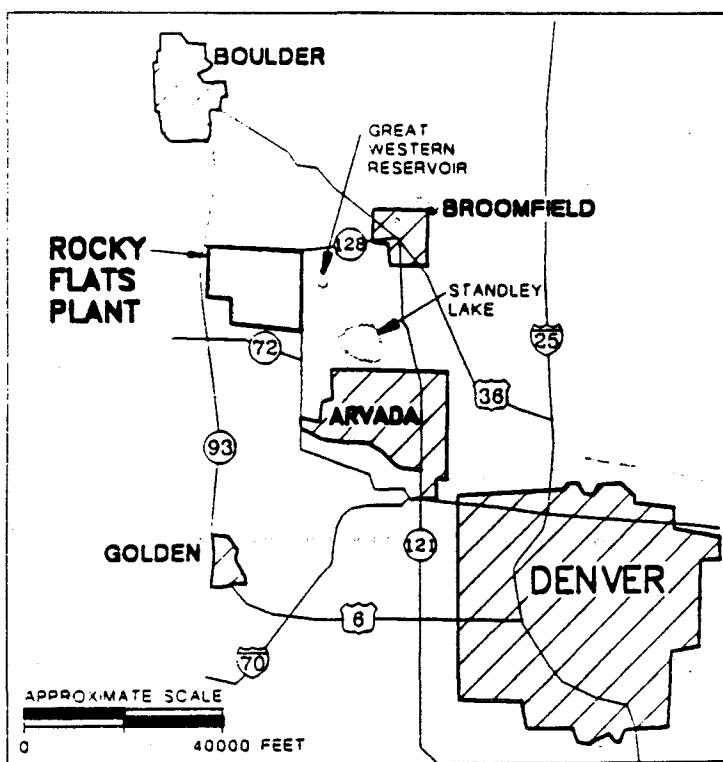 BOULDER
GREAT
WESTERN
RESERVOIR
BROOMFIELD
ROCKY
FLATS
PLANT
128
STANDLEY
LAKE
72
25
36
ARVADA
93
GOLDEN
121
DENVER
6
70
APPROXIMATE SCALE
0
40000 FEET